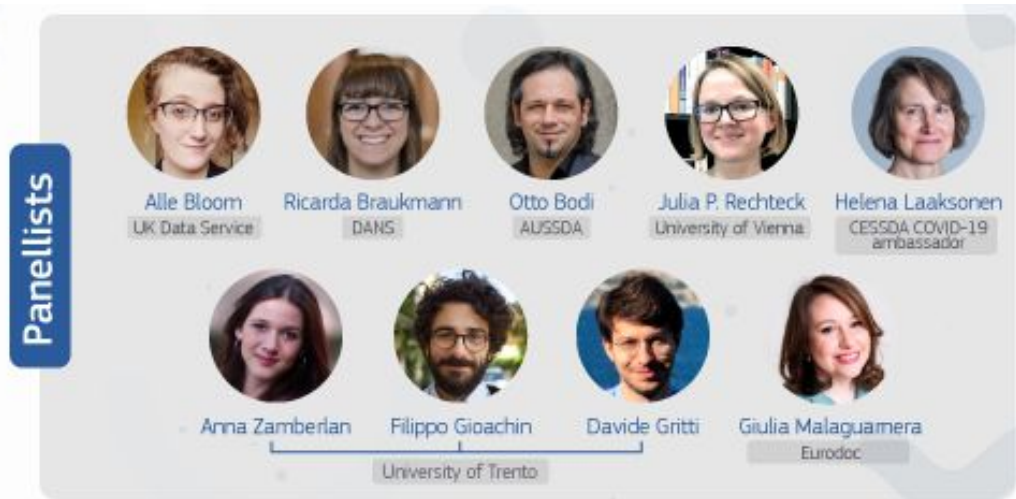 Panellists
Alle Bloom
UK Data Service
Ricarda Braukmann
DANS
Otto Bodi
AUSSDA
Julia P. Rechteck
University of Vienna
Helena Laaksonen
CESSDA COVID-19
ambassador
Anna Zamberlan
Filippo Gioachin
Davide Gritti
University of Trento
Giulia Malaguarnera
Eurodoc